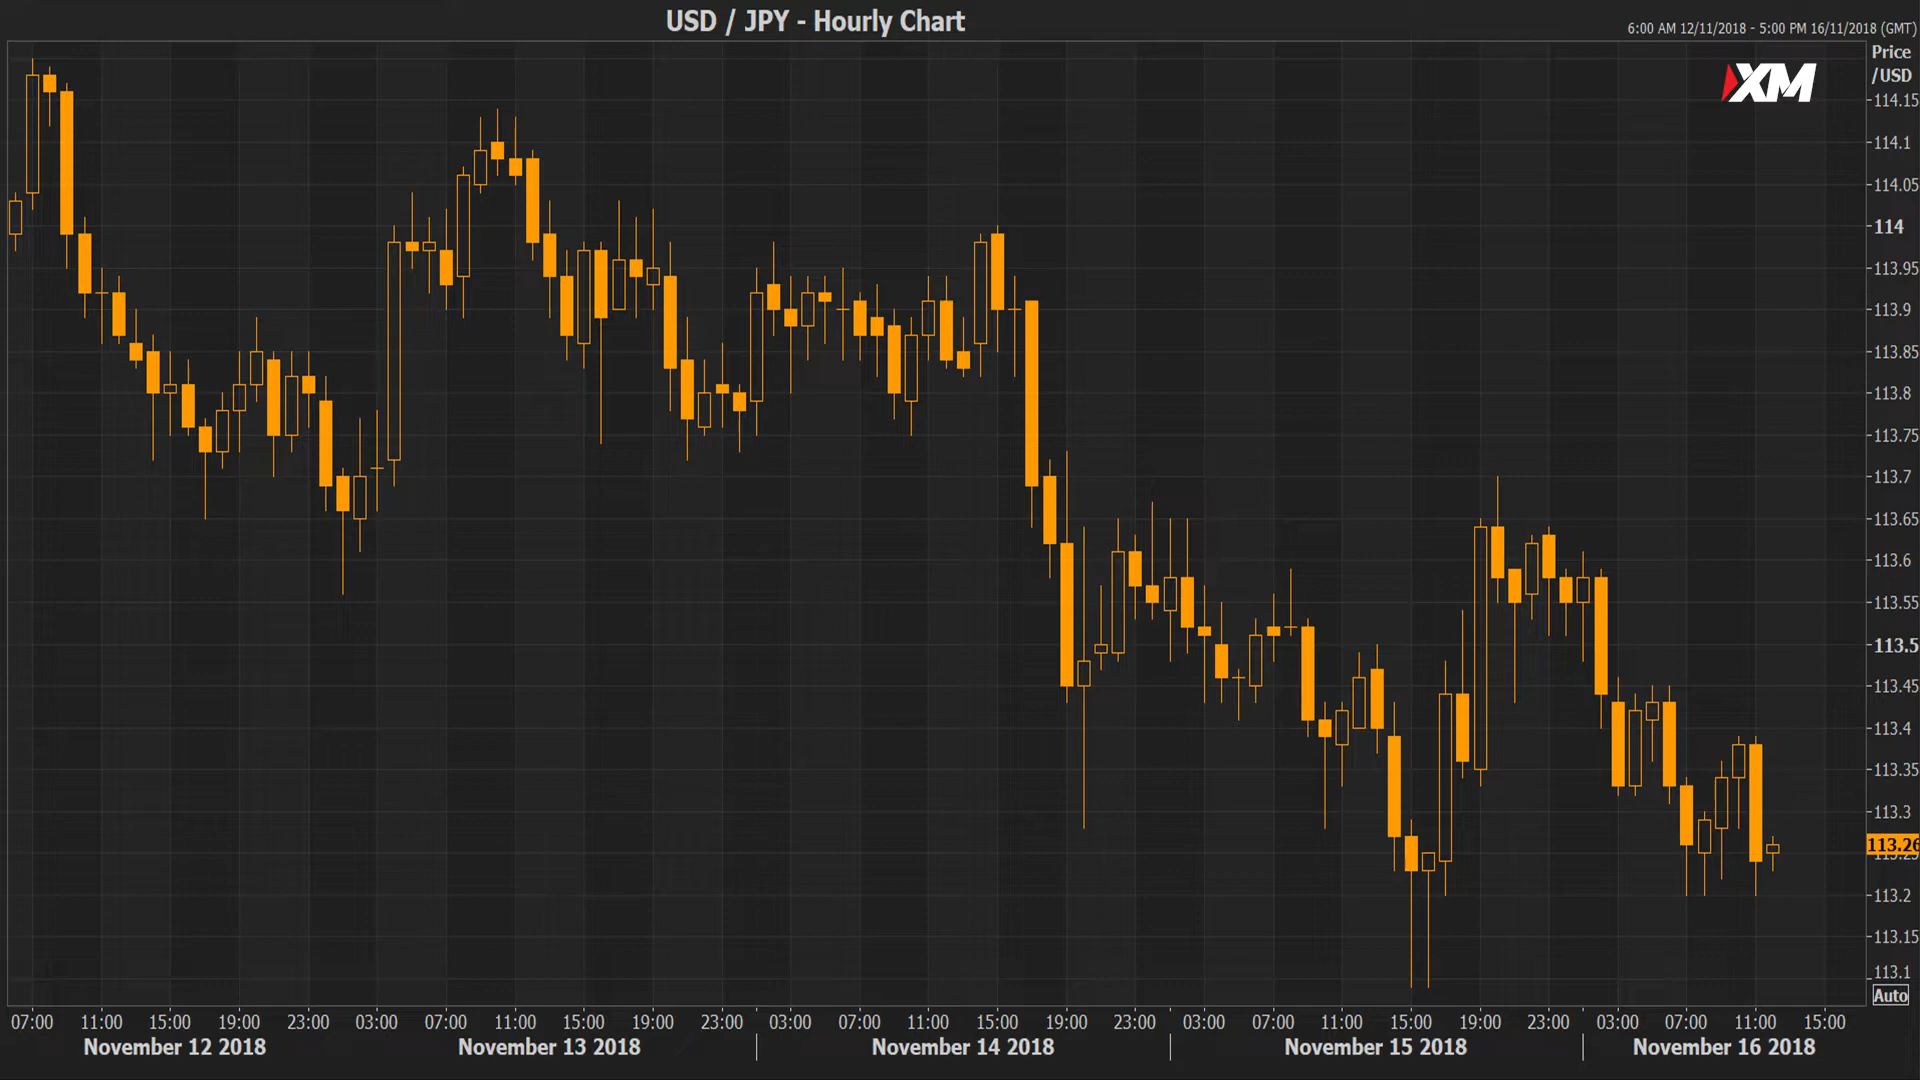 USD / JPY - Hourly Chart
6:00 AM 12/11/2018 - 5:00 PM 16/11/2018 (GMT)
Price
/USD
XM
114.15
114.1
114.05
114
113.95
113.9
113.85
113.8
113.75
113.7
113.65
113.6
113.55
113.5
113.45
113.4
113.35
113.3
113.26
113.25
113.2
113.15
113.1
Auto
07:00 11:00 15:00 19:00 23:00 03:00 07:00 11:00 15:00 19:00 23:00 03:00 07:00 11:00 15:00 19:00 23:00 03:00 07:00 11:00 15:00 19:00 23:00 03:00 07:00 11:00 15:00
November 12 2018 November 13 2018 November 14 2018 November 15 2018 November 16 2018